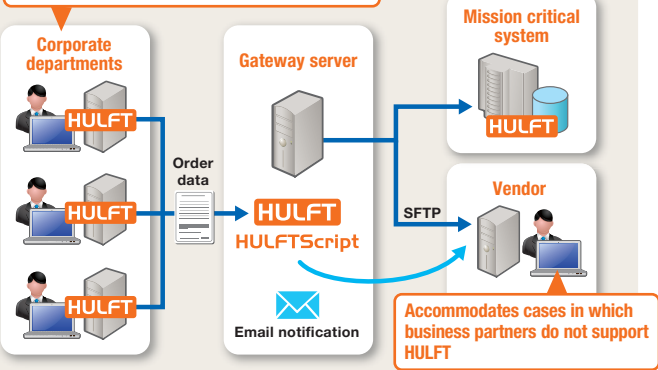 Corporate
departments
HULFT
HULFT
HULFT
Order
data
Gateway server
HULFT
HULFTScript
Email notification
SFTP
Mission critical
system
HULFT
Vendor
Accommodates cases in which
business partners do not support
HULFT